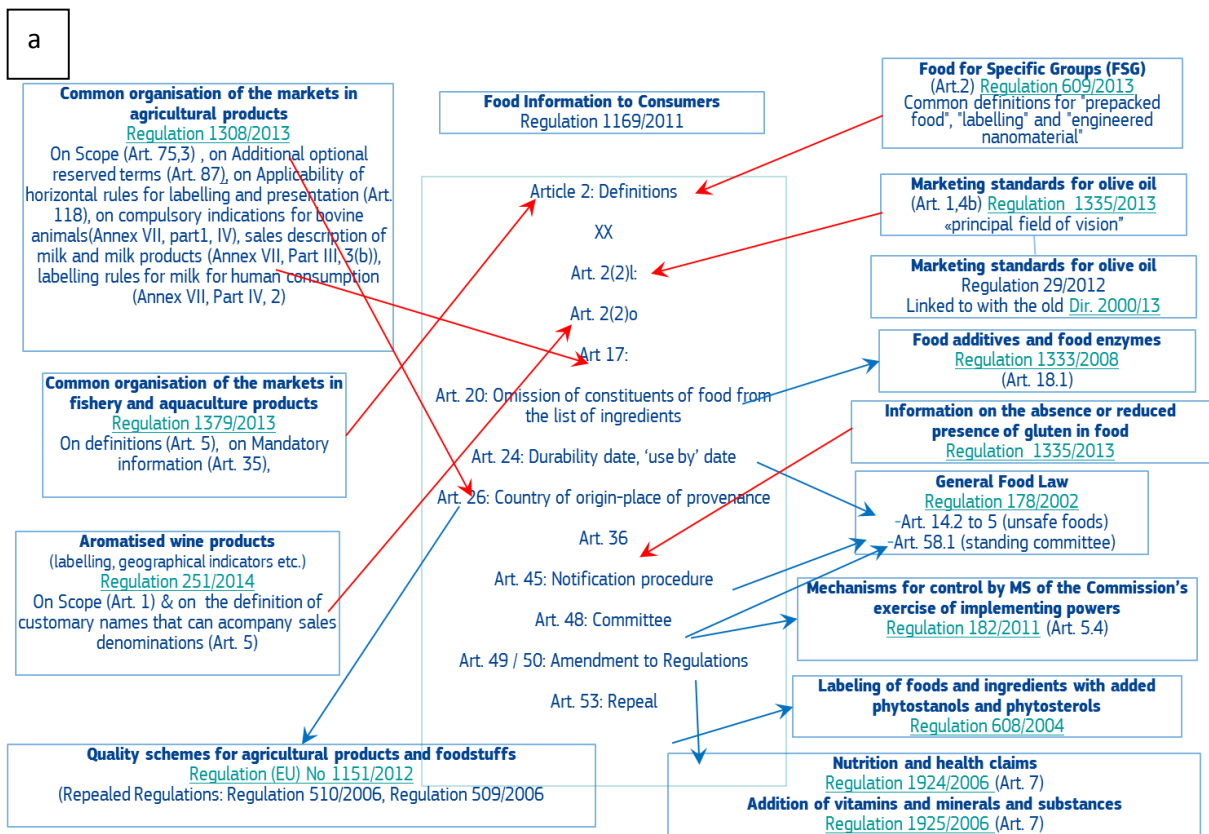 a
Common organisation of the markets in
agricultural products
Regulation 1308/2013
On Scope (Art. 75,3) , on Additional optional
reserved terms (Art. 87), on Applicability of
horizontal rules for labelling and presentation (Art.
118), on compulsory indications for bovine
animals(Annex VII, part1, IV), sales description of
milk and milk products (Annex VII, Part III, 3(b)),
labelling rules for milk for human consumption
(Annex VII, Part IV, 2)
Common organisation of the markets in
fishery and aquaculture products
Regulation 1379/2013
On definitions (Art. 5),  on Mandatory
information (Art. 35),
Aromatised wine products
(labelling, geographical indicators etc.)
Regulation 251/2014
On Scope (Art. 1) & on  the definition of
customary names that can acompany sales
denominations (Art. 5)
Quality schemes for agricultural products and foodstuffs
Regulation (EU) No 1151/2012
(Repealed Regulations: Regulation 510/2006, Regulation 509/2006
Food Information to Consumers
Regulation 1169/2011
Article 2: Definitions
XX
Art. 2(2)l:
Art. 2(2)o
Art 17:
Art. 20: Omission of constituents of food from
the list of ingredients
Art. 24: Durability date, ‘use by’ date
Art. 26: Country of origin-place of provenance
Art. 36
Art. 45: Notification procedure
Art. 48: Committee
Art. 49 / 50: Amendment to Regulations
Art. 53: Repeal
Food for Specific Groups (FSG)
(Art.2) Regulation 609/2013
Common definitions for "prepacked
food", "labelling" and "engineered
nanomaterial"
Marketing standards for olive oil
(Art. 1,4b) Regulation  1335/2013
«principal field of vision”
Marketing standards for olive oil
Regulation 29/2012
Linked to with the old Dir. 2000/13
Food additives and food enzymes
Regulation 1333/2008
(Art. 18.1)
Information on the absence or reduced
presence of gluten in food
Regulation  1335/2013
General Food Law
Regulation 178/2002
-Art. 14.2 to 5 (unsafe foods)
-Art. 58.1 (standing committee)
Mechanisms for control by MS of the Commission’s
exercise of implementing powers
Regulation 182/2011 (Art. 5.4)
Labeling of foods and ingredients with added
phytostanols and phytosterols
Regulation 608/2004
Nutrition and health claims
Regulation 1924/2006 (Art. 7)
Addition of vitamins and minerals and substances
Regulation 1925/2006 (Art. 7)